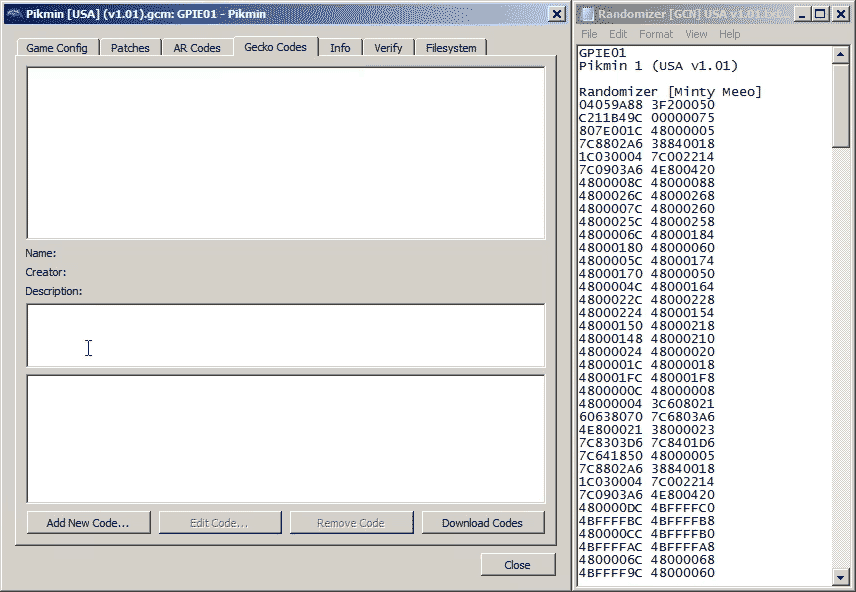 Pikmin [USA] (v1.01).gcm: GPIE01 - Pikmin
Game Config Patches AR Codes Gecko Codes Info Verify Filesystem
Name:
Creator:
Description:
Add New Code... Edit Code... Remove Code Download Codes
Close
Randomizer [GCN] USA v1.01.txt...
File Edit Format View Help
GPIE01
Pikmin 1 (USA v1.01)
Randomizer [Minty Meeo]
04059A88 3F200050
C211B49C 00000075
807E001C 48000005
7C8802A6 38840018
1C030004 7C002214
7C0903A6 4E800420
4800008C 48000088
4800026C 48000268
4800007C 48000260
4800025C 48000258
4800006C 48000184
48000180 48000060
4800005C 48000174
48000170 48000050
4800004C 48000164
4800022C 48000228
48000224 48000154
48000150 48000218
48000148 48000210
48000024 48000020
4800001C 48000018
480001FC 480001F8
4800000C 48000008
48000004 3C608021
60638070 7C6803A6
4E800021 38000023
7C8303D6 7C8401D6
7C641850 48000005
7C8802A6 38840018
1C030004 7C002214
7C0903A6 4E800420
480000DC 4BFFFFC0
4BFFFFBC 4BFFFFB8
480000CC 4BFFFFB0
4BFFFFAC 4BFFFFA8
4800006C 48000068
4BFFFF9C 48000060